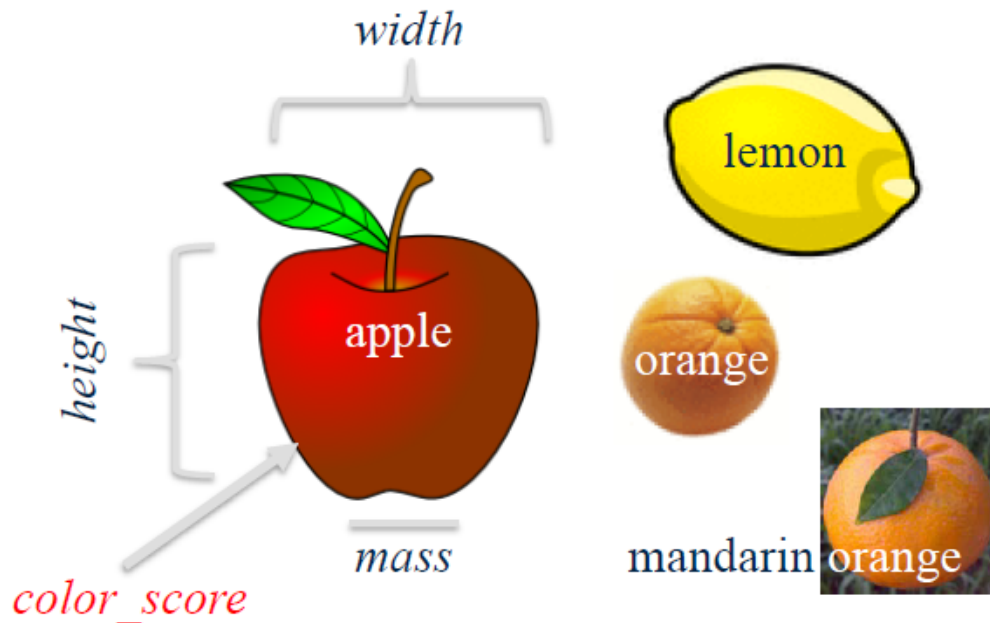 width
lemon
apple
height
orange
mass
mandarin orange
color_score